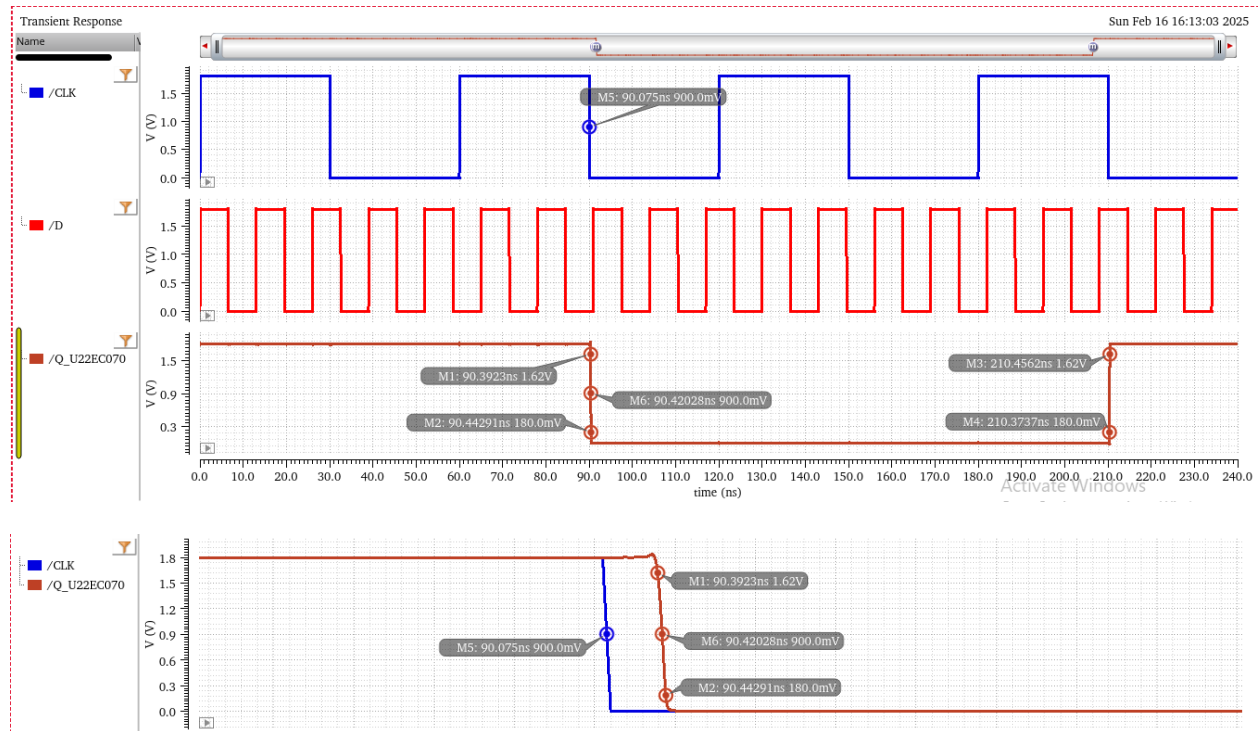 Transient Response
Sun Feb 16 16:13:03 2025
Name
V
/CLK
V (V)
1.5
1.0
0.5
0.0
M5: 90.075ns 900.0mV
/D
V (V)
1.5
1.0
0.5
0.0
/Q_U22EC070
V (V)
1.5
0.9
0.3
M1: 90.3923ns 1.62V
M6: 90.42028ns 900.0mV
M2: 90.44291ns 180.0mV
M3: 210.4562ns 1.62V
M4: 210.3737ns 180.0mV
0.0 10.0 20.0 30.0 40.0 50.0 60.0 70.0 80.0 90.0 100.0 110.0 120.0 130.0 140.0 150.0 160.0 170.0 180.0 190.0 200.0 210.0 220.0 230.0 240.0
time (ns)
Activate Windows
/CLK
/Q_U22EC070
V (V)
1.8
1.5
1.2
0.9
0.6
0.3
0.0
M1: 90.3923ns 1.62V
M5: 90.075ns 900.0mV
M6: 90.42028ns 900.0mV
M2: 90.44291ns 180.0mV